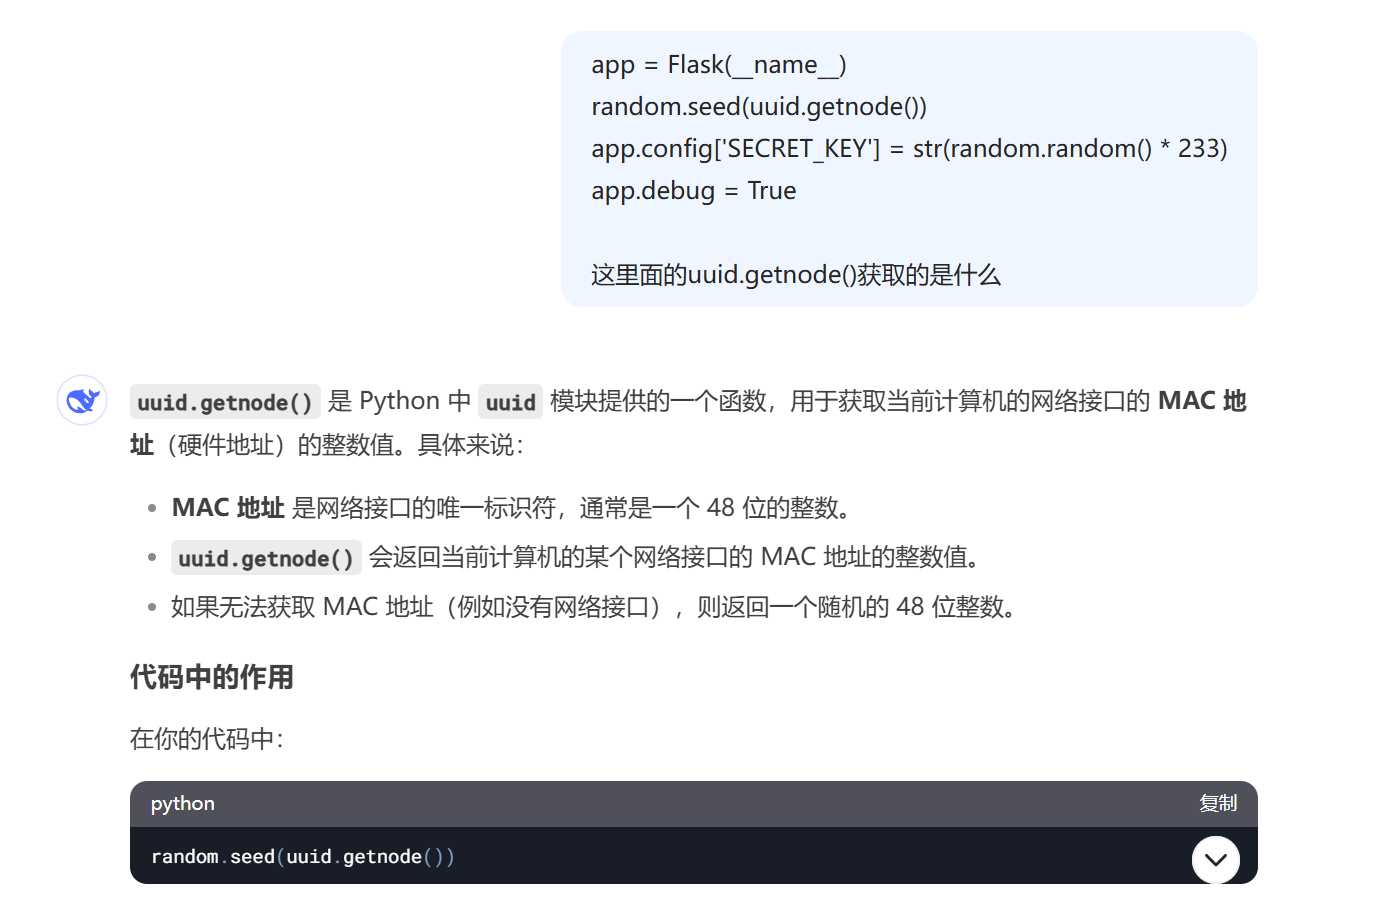 app = Flask(__name__)
random.seed(uuid.getnode())
app.config['SECRET_KEY'] = str(random.random() * 233)
app.debug = True
这里面的uuid.getnode()获取的是什么
uuid.getnode() 是 Python 中 uuid 模块提供的一个函数，用于获取当前计算机的网络接口的 MAC 地
址（硬件地址）的整数值。具体来说：
• MAC 地址 是网络接口的唯一标识符，通常是一个 48 位的整数。
• uuid.getnode() 会返回当前计算机的某个网络接口的 MAC 地址的整数值。
• 如果无法获取 MAC 地址（例如没有网络接口），则返回一个随机的 48 位整数。
代码中的作用
在你的代码中：
python 复制
random.seed(uuid.getnode())